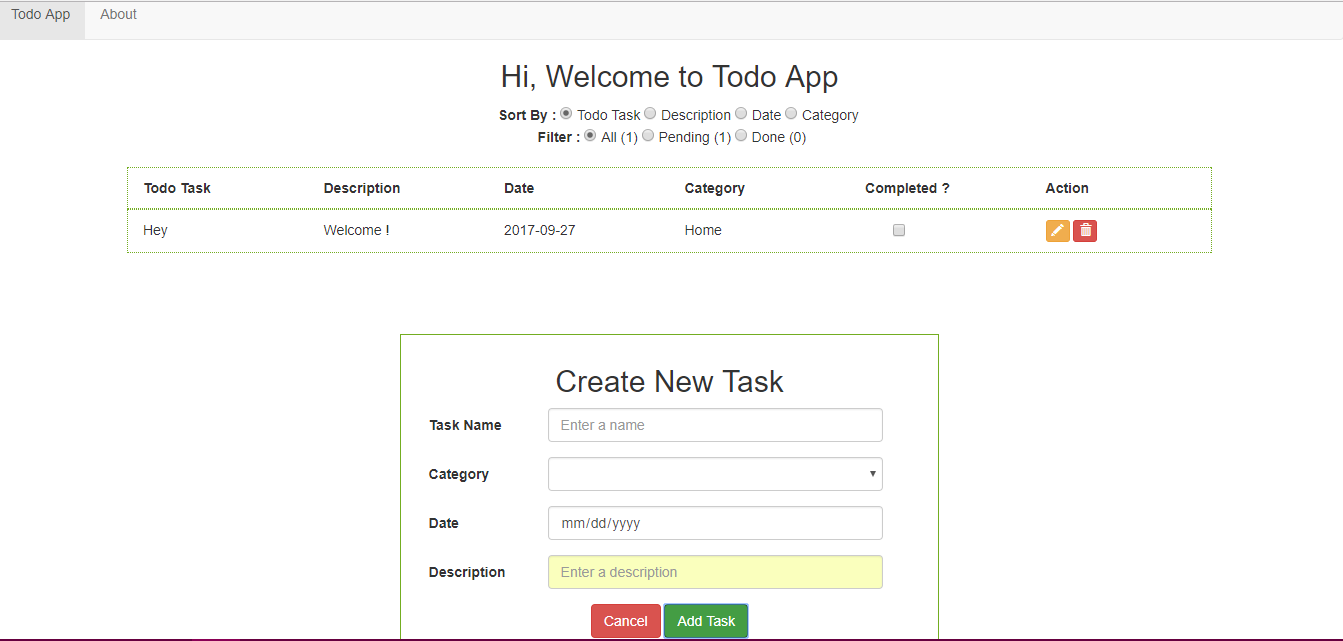 Todo App About
Hi, Welcome to Todo App
Sort By : Todo Task Description Date Category
Filter : All (1) Pending (1) Done (0)
Todo Task Description Date Category Completed ? Action
Hey Welcome ! 2017-09-27 Home
Create New Task
Task Name Enter a name
Category
Date mm/dd/yyyy
Description Enter a description
Cancel Add Task